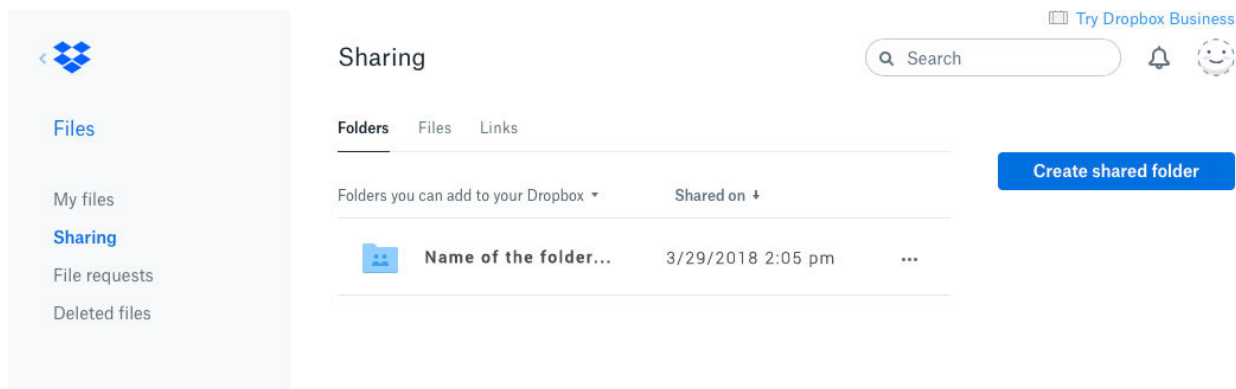 Try Dropbox Business
Sharing
Search
Files
Folders Files Links
Create shared folder
My files
Folders you can add to your Dropbox Shared on
Sharing
Name of the folder... 3/29/2018 2:05 pm ...
File requests
Deleted files